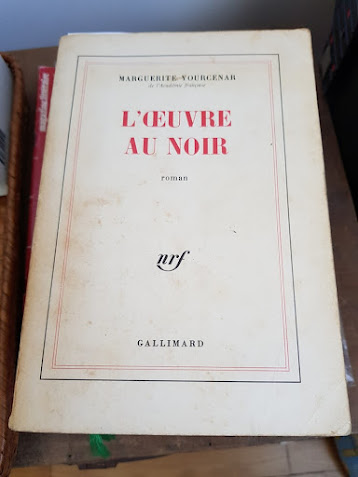 MARGUERITE YOURCENAR
de l'Académie française
L'ŒUVRE
AU NOIR
roman
nrf
GALLIMARD